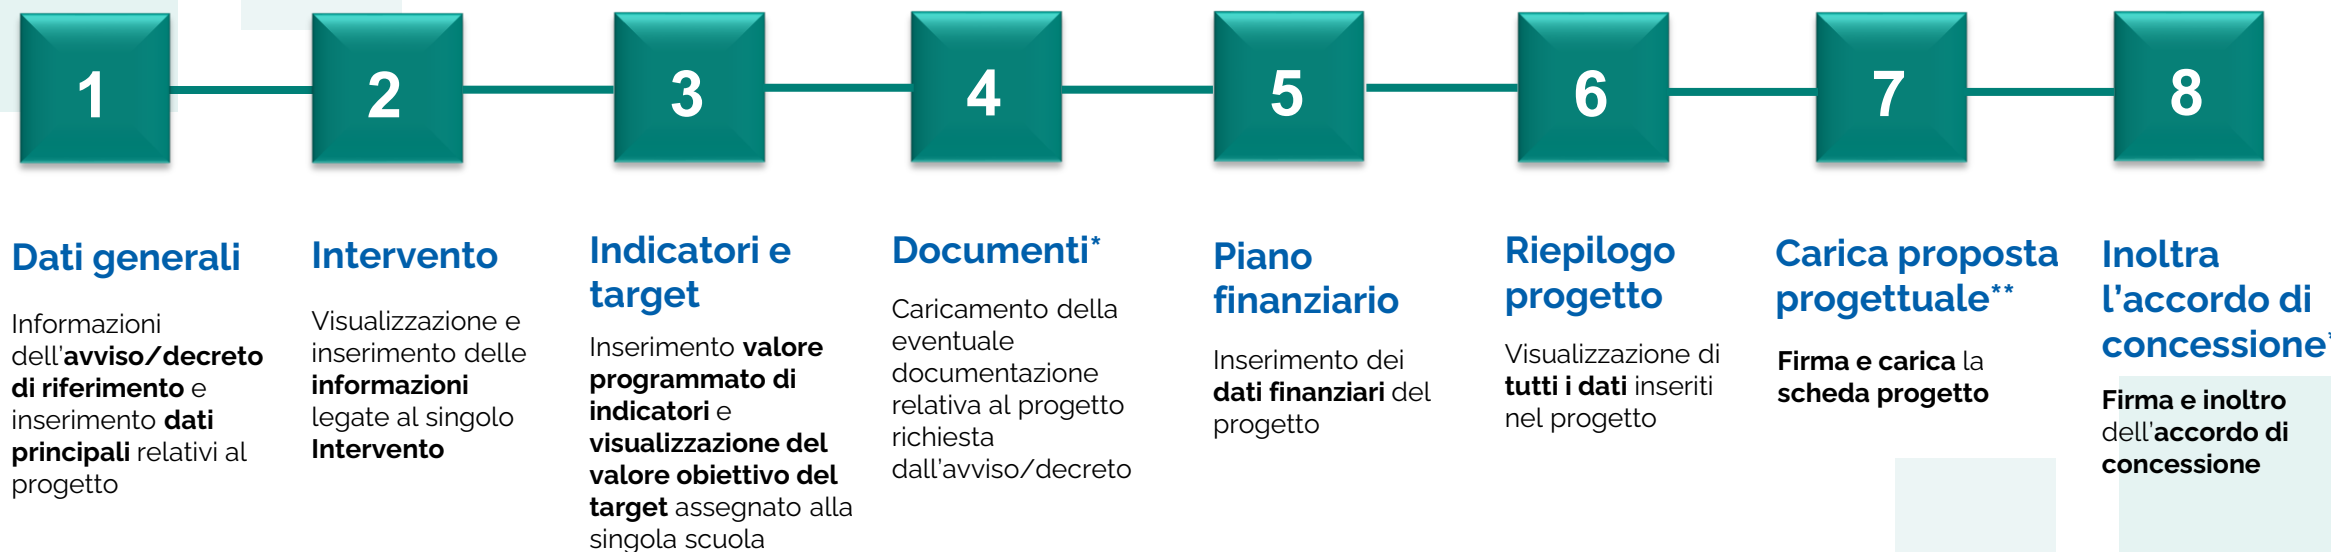 1
2
3
4
5
6
7
8
Dati generali
Informazioni
dell'avviso/decreto
di riferimento e
inserimento dati
principali relativi al
progetto
Intervento
Visualizzazione e
inserimento delle
informazioni
legate al singolo
Intervento
Indicatori e
target
Inserimento valore
programmato di
indicatori e
visualizzazione del
valore obiettivo del
target assegnato alla
singola scuola
Documenti*
Caricamento della
eventuale
documentazione
relativa al progetto
richiesta
dall'avviso/decreto
Piano
finanziario
Inserimento dei
dati finanziari del
progetto
Riepilogo
progetto
Visualizzazione di
tutti i dati inseriti
nel progetto
Carica proposta
progettuale**
Firma e carica la
scheda progetto
Inoltra
l’accordo di
concessione*
Firma e inoltro
dell'accordo di
concessione